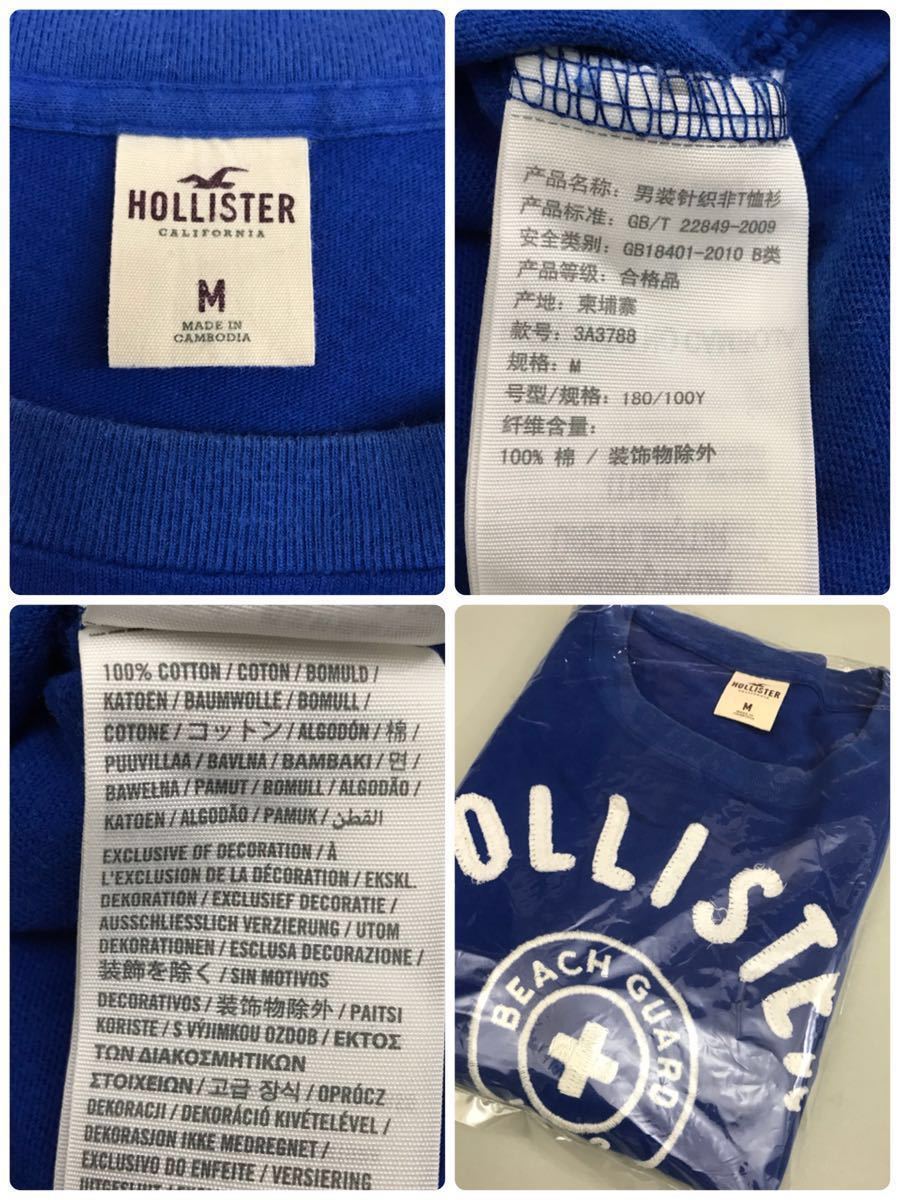 HOLLISTER
CALIFORNIA
M
MADE IN
CAMBODIA
产品名称: 男装针织非T恤衫
产品标准: GB/T 22849-2009
安全类别: GB18401-2010 B类
产品等级: 合格品
产地: 柬埔寨
款号: 3A3788
规格: M
号型/规格: 180/100Y
纤维含量:
100% 棉 / 装饰物除外
100% COTTON / COTON / BOMULD /
KATOEN / BAUMWOLLE / BOMULL /
COTONE / コットン / ALGODÓN / 棉 /
PUUVILLAA / BAVLNA / BAMBAKI / 면 /
BAWEŁNA / PAMUT / BOMULL / ALGODÃO /
KATOEN / ALGODÃO / PAMUK / القطن
EXCLUSIVE OF DECORATION / À
L'EXCLUSION DE LA DÉCORATION / EKSKL.
DEKORATION / EXCLUSIEF DECORATIE /
AUSSCHLIESSLICH VERZIERUNG / UTOM
DEKORATIONEN / ESCLUSA DECORAZIONE /
装飾を除く / SIN MOTIVOS
DECORATIVOS / 装饰物除外 / PAITSI
KORISTE / S VÝJIMKOU OZDOB / ΕΚΤΟΣ
ΤΩΝ ΔΙΑΚΟΣΜΗΤΙΚΩΝ
ΣΤΟΙΧΕΙΩΝ / 고급 장식 / OPRÓCZ
DEKORACJI / DEKORÁCIÓ KIVÉTELÉVEL /
DEKORASJON IKKE MEDREGNET /
EXCLUSIVO DO ENFEITE / VERSIERING
HOLLISTER
M
OLLISTE
BEACH GUARD